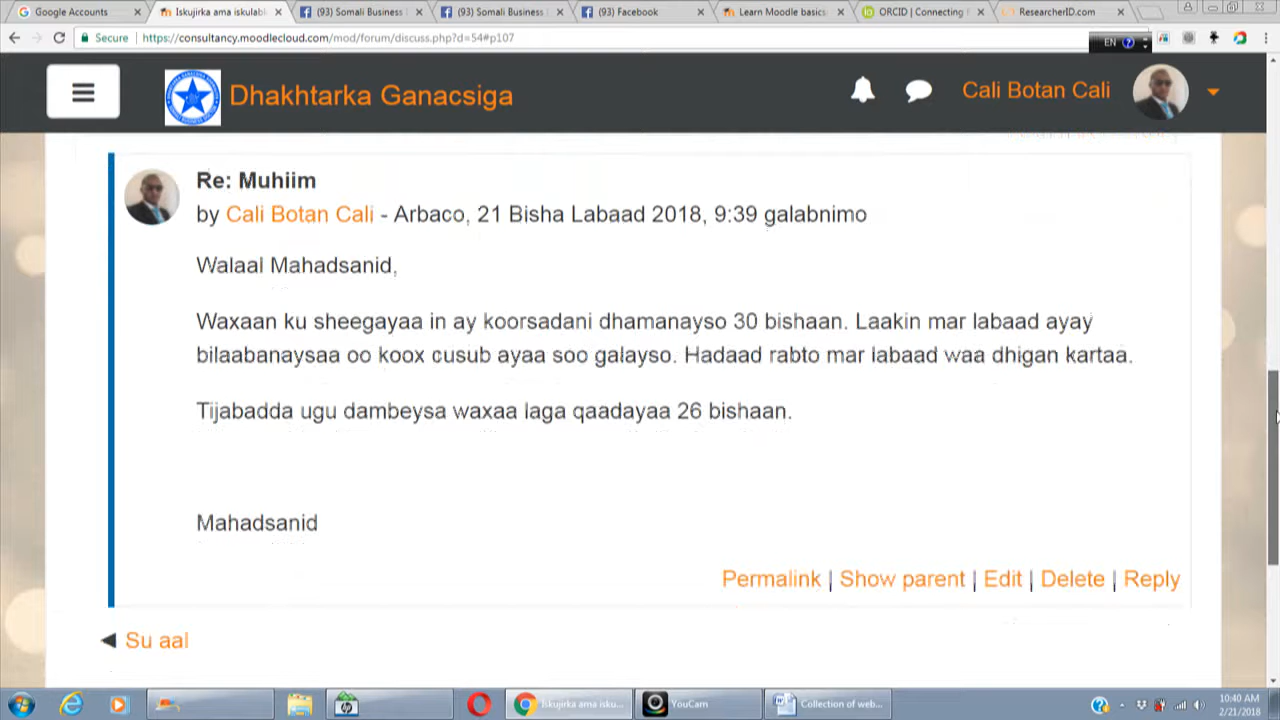 Google Accounts
Iskujirka ama iskulabl
(93) Somali Business
(93) Somali Business
(93) Facebook
Learn Moodle basics
ORCID | Connecting
ResearcherID.com
Secure https://consultancy.moodlecloud.com/mod/forum/discuss.php?d=54#p107
EN
Dhakhtarka Ganacsiga
Cali Botan Cali
Re: Muhiim
by Cali Botan Cali - Arbaco, 21 Bisha Labaad 2018, 9:39 galabnimo
Walaal Mahadsanid,
Waxaan ku sheegayaa in ay koorsadani dhamanayso 30 bishaan. Laakin mar labaad ayay
bilaabanaysaa oo koox cusub ayaa soo galayso. Hadaad rabto mar labaad waa dhigan kartaa.
Tijabadda ugu dambeysa waxaa laga qaadayaa 26 bishaan.
Mahadsanid
Permalink | Show parent | Edit | Delete | Reply
◄ Su aal
Iskujirka ama isku...
YouCam
Collection of web...
10:40 AM
2/21/2018